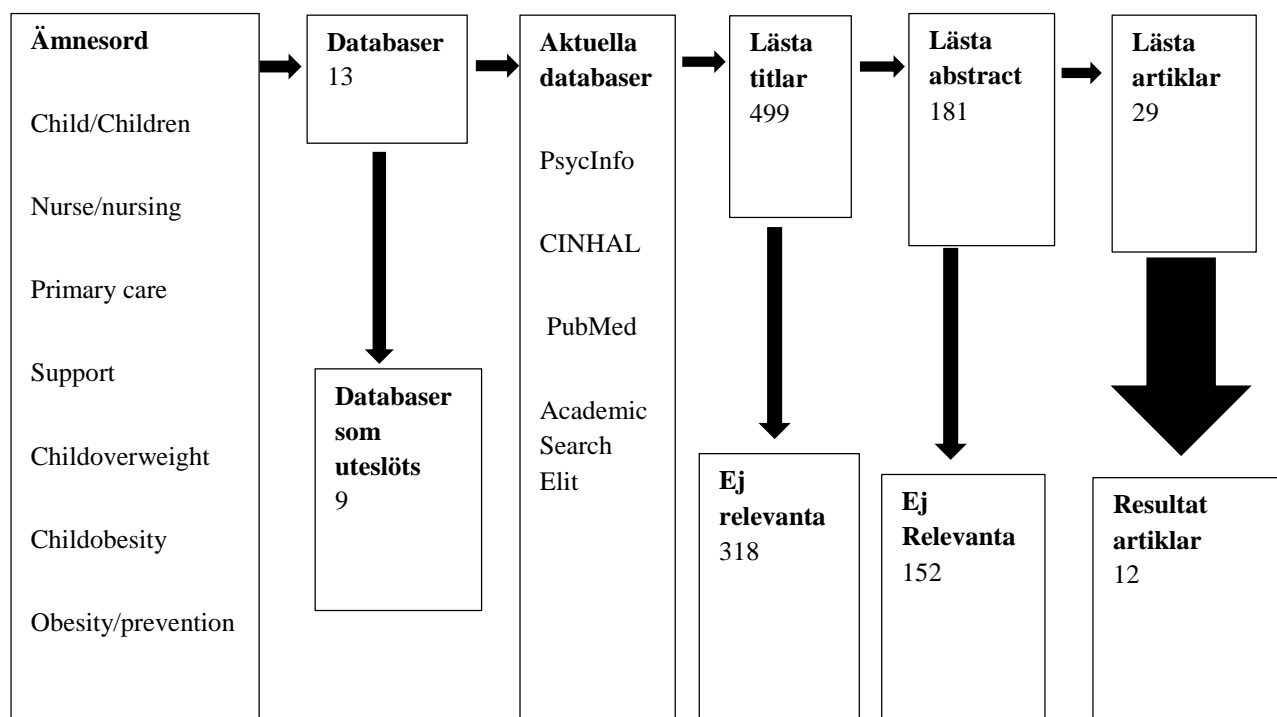 Ämnesord
Child/Children
Nurse/nursing
Primary care
Support
Childoverweight
Childobesity
Obesity/prevention
Databaser
13
Databaser
som
uteslöts
9
Aktuella
databaser
PsycInfo
CINHAL
PubMed
Academic
Search
Elit
Lästa
titlar
499
Ej
relevanta
318
Lästa
abstract
181
Ej
Relevanta
152
Lästa
artiklar
29
Resultat
artiklar
12